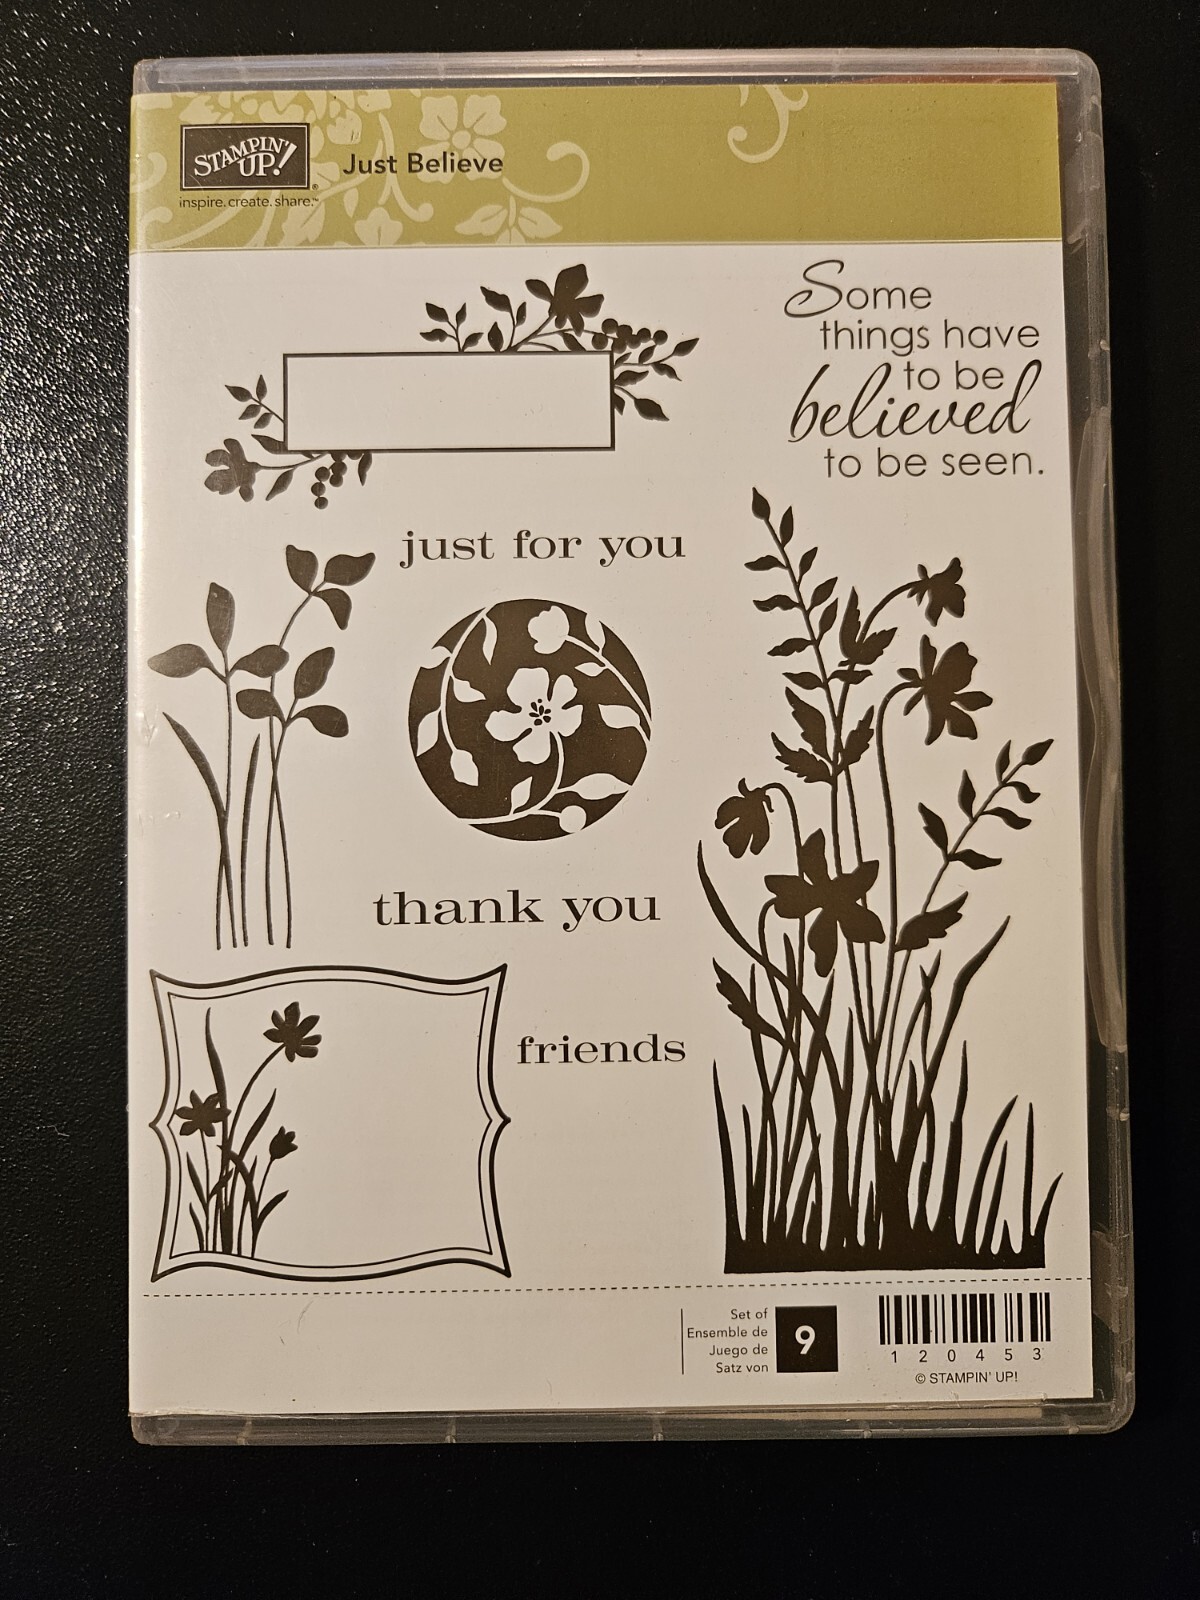 STAMPIN' UP!®
inspire.create.share.™
Just Believe
Some
things have
to be
believed
to be seen.
just for you
thank you
friends
Set of
Ensemble de
Juego de
Satz von
9
120453
© STAMPIN' UP!